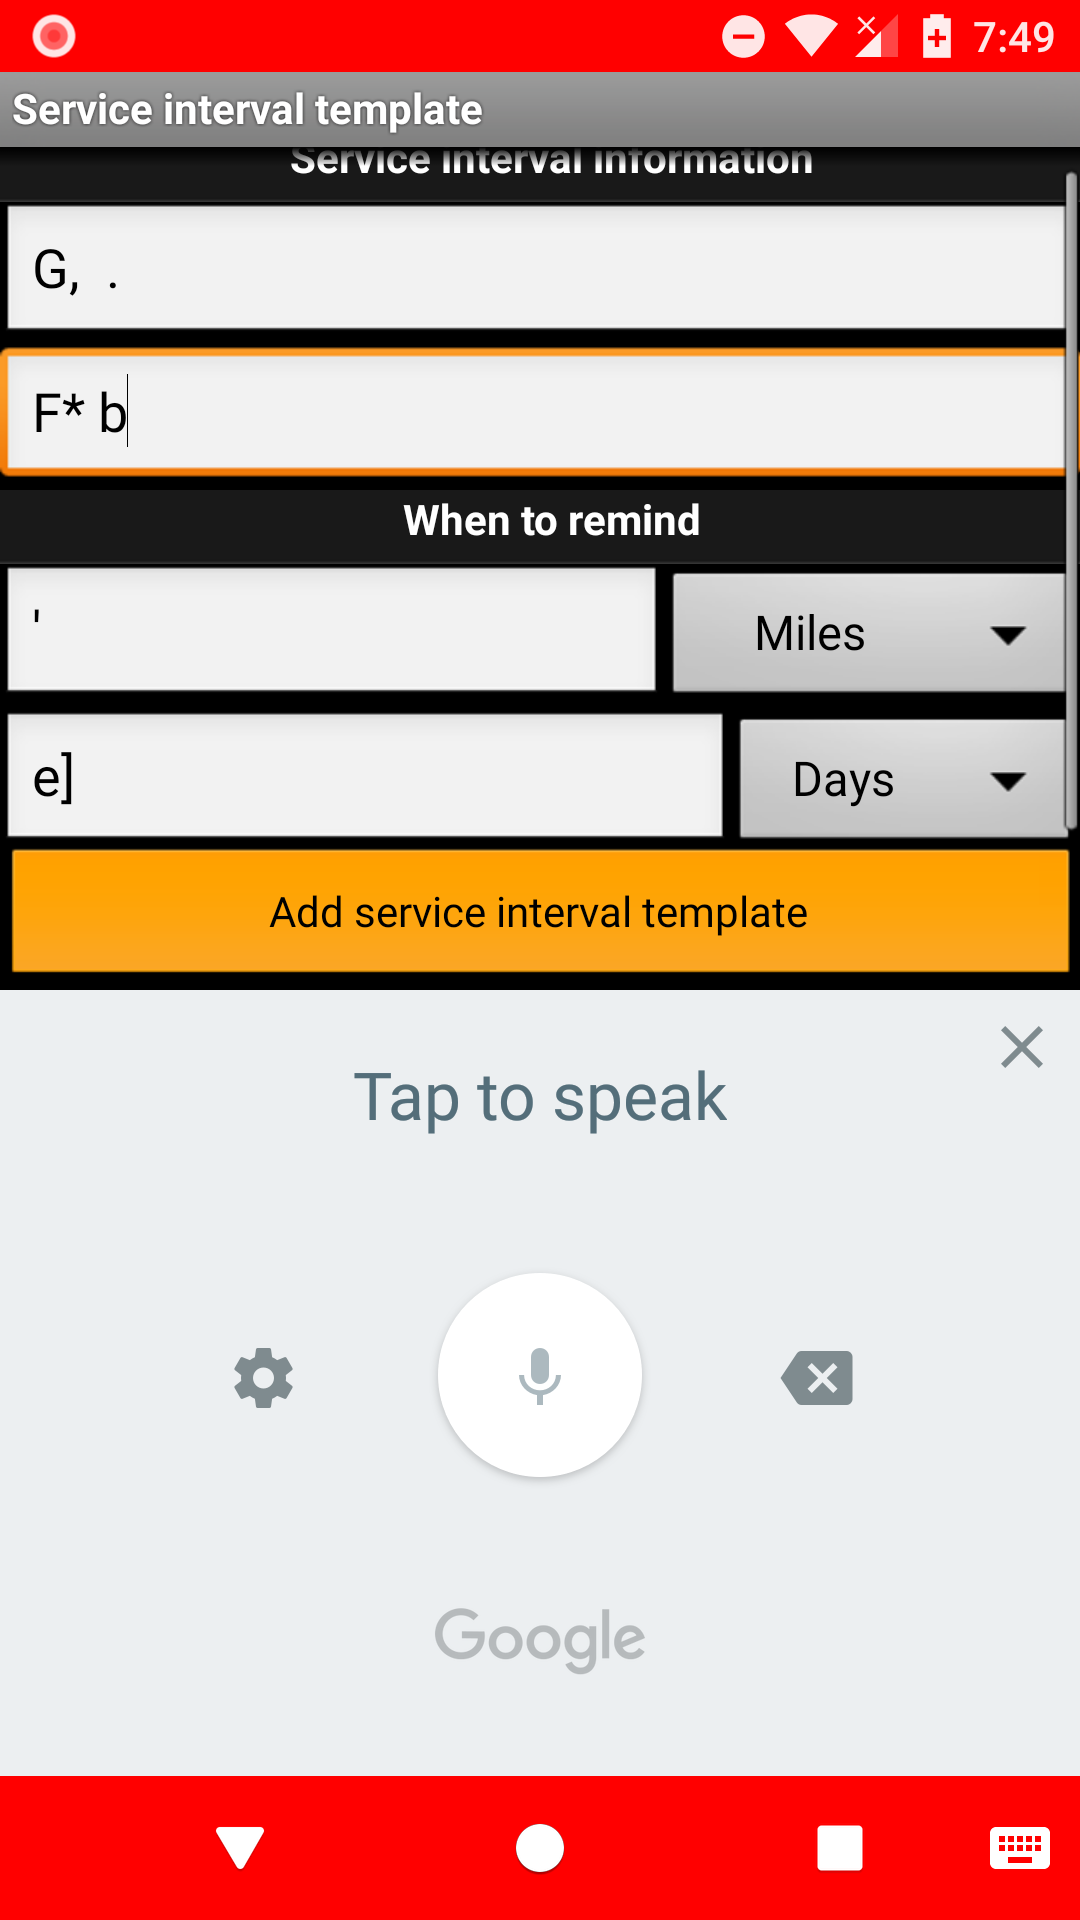 7:49
Service interval template
Service interval information
G,  .
F* b
When to remind
'
Miles
e]
Days
Add service interval template
Tap to speak
Google